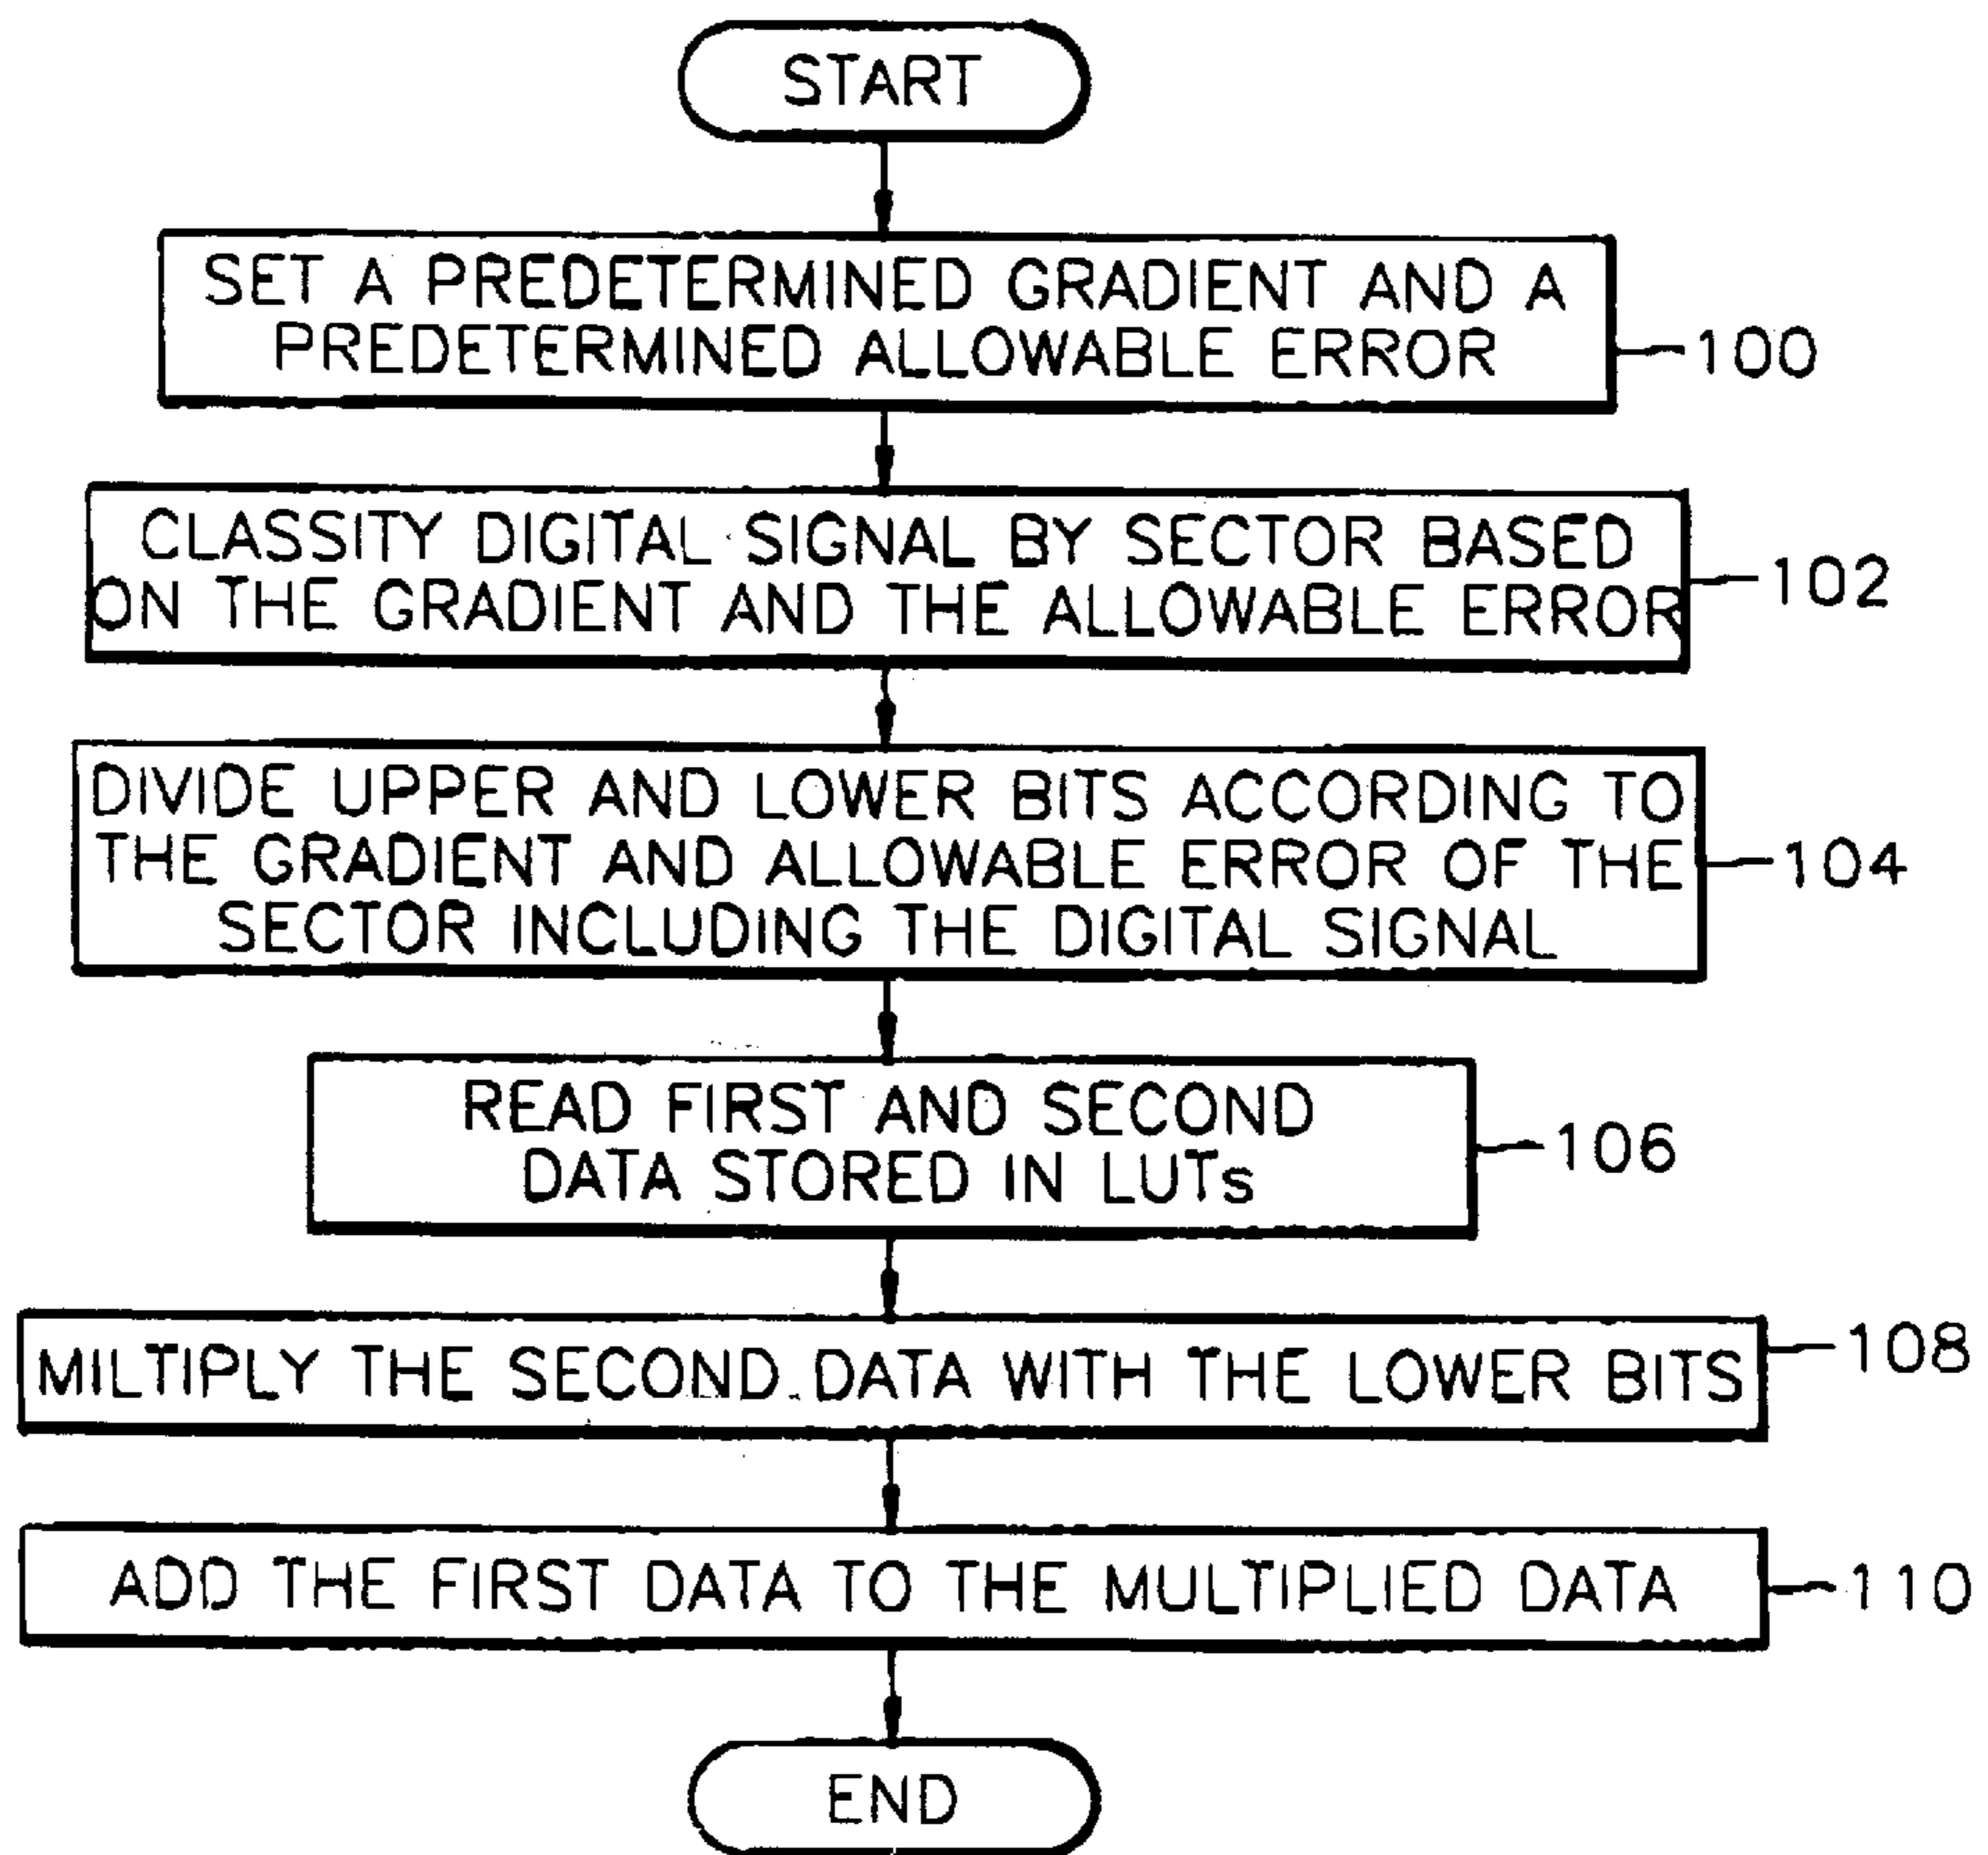 START
SET A PREDETERMINED GRADIENT AND A
PREDETERMINED ALLOWABLE ERROR
100
CLASSITY DIGITAL SIGNAL BY SECTOR BASED
ON THE GRADIENT AND THE ALLOWABLE ERROR
102
DIVIDE UPPER AND LOWER BITS ACCORDING TO
THE GRADIENT AND ALLOWABLE ERROR OF THE
SECTOR INCLUDING THE DIGITAL SIGNAL
104
READ FIRST AND SECOND
DATA STORED IN LUTs
106
MILTIPLY THE SECOND DATA WITH THE LOWER BITS
108
ADD THE FIRST DATA TO THE MULTIPLIED DATA
110
END